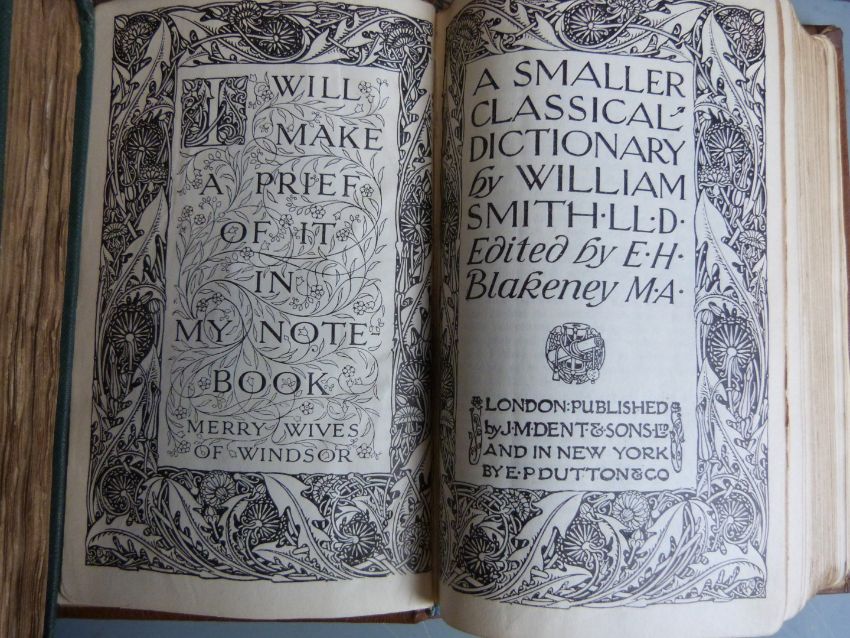 I WILL
MAKE
A PRIEF
OF IT
IN
MY NOTE-
BOOK
MERRY WIVES
OF WINDSOR
A SMALLER
CLASSICAL
DICTIONARY
by WILLIAM
SMITH·LL·D·
Edited by E·H·
Blakeney M·A·
LONDON:PUBLISHED
by J·M·DENT & SONS LTD
AND IN NEW YORK
BY E·P DUTTON & CO